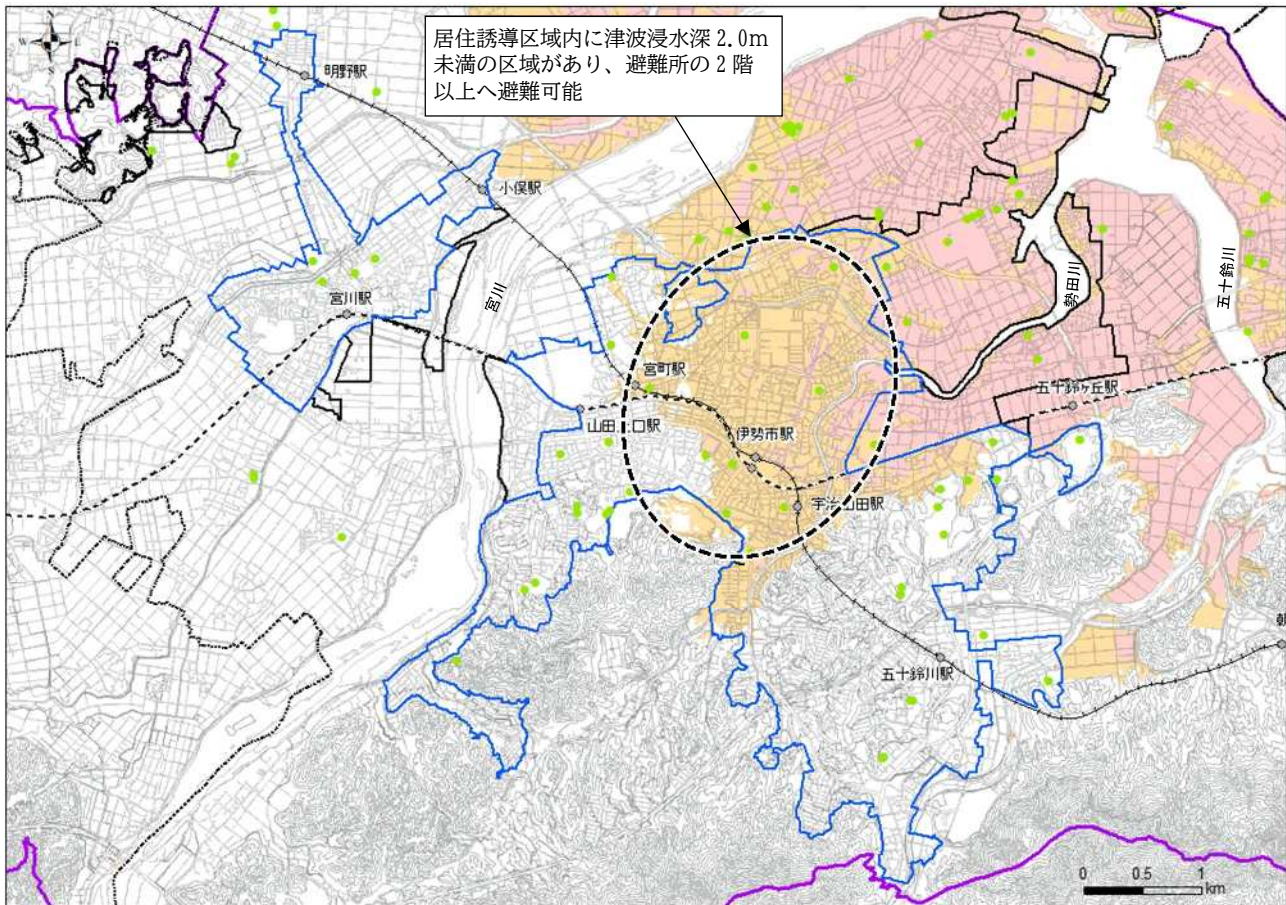 居住誘導区域内に津波浸水深 2.0m
未満の区域があり、避難所の 2 階
以上へ避難可能
明野駅
小俣駅
宮川
勢田川
五十鈴川
宮川駅
宮町駅
五十鈴ヶ丘駅
山田上口駅
伊勢市駅
宇治山田駅
五十鈴川駅
朝
0 0.5 1
km